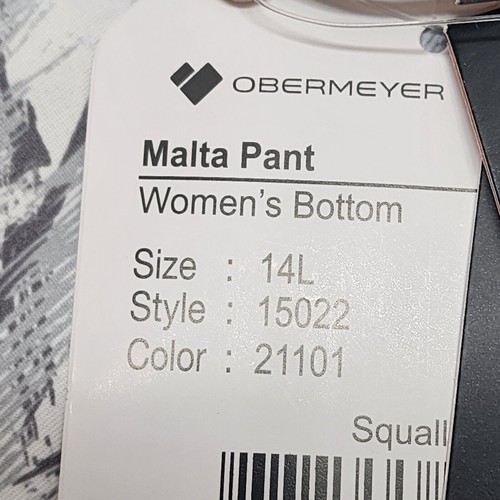 OBERMEYER
Malta Pant
Women's Bottom
Size : 14L
Style : 15022
Color : 21101
Squall